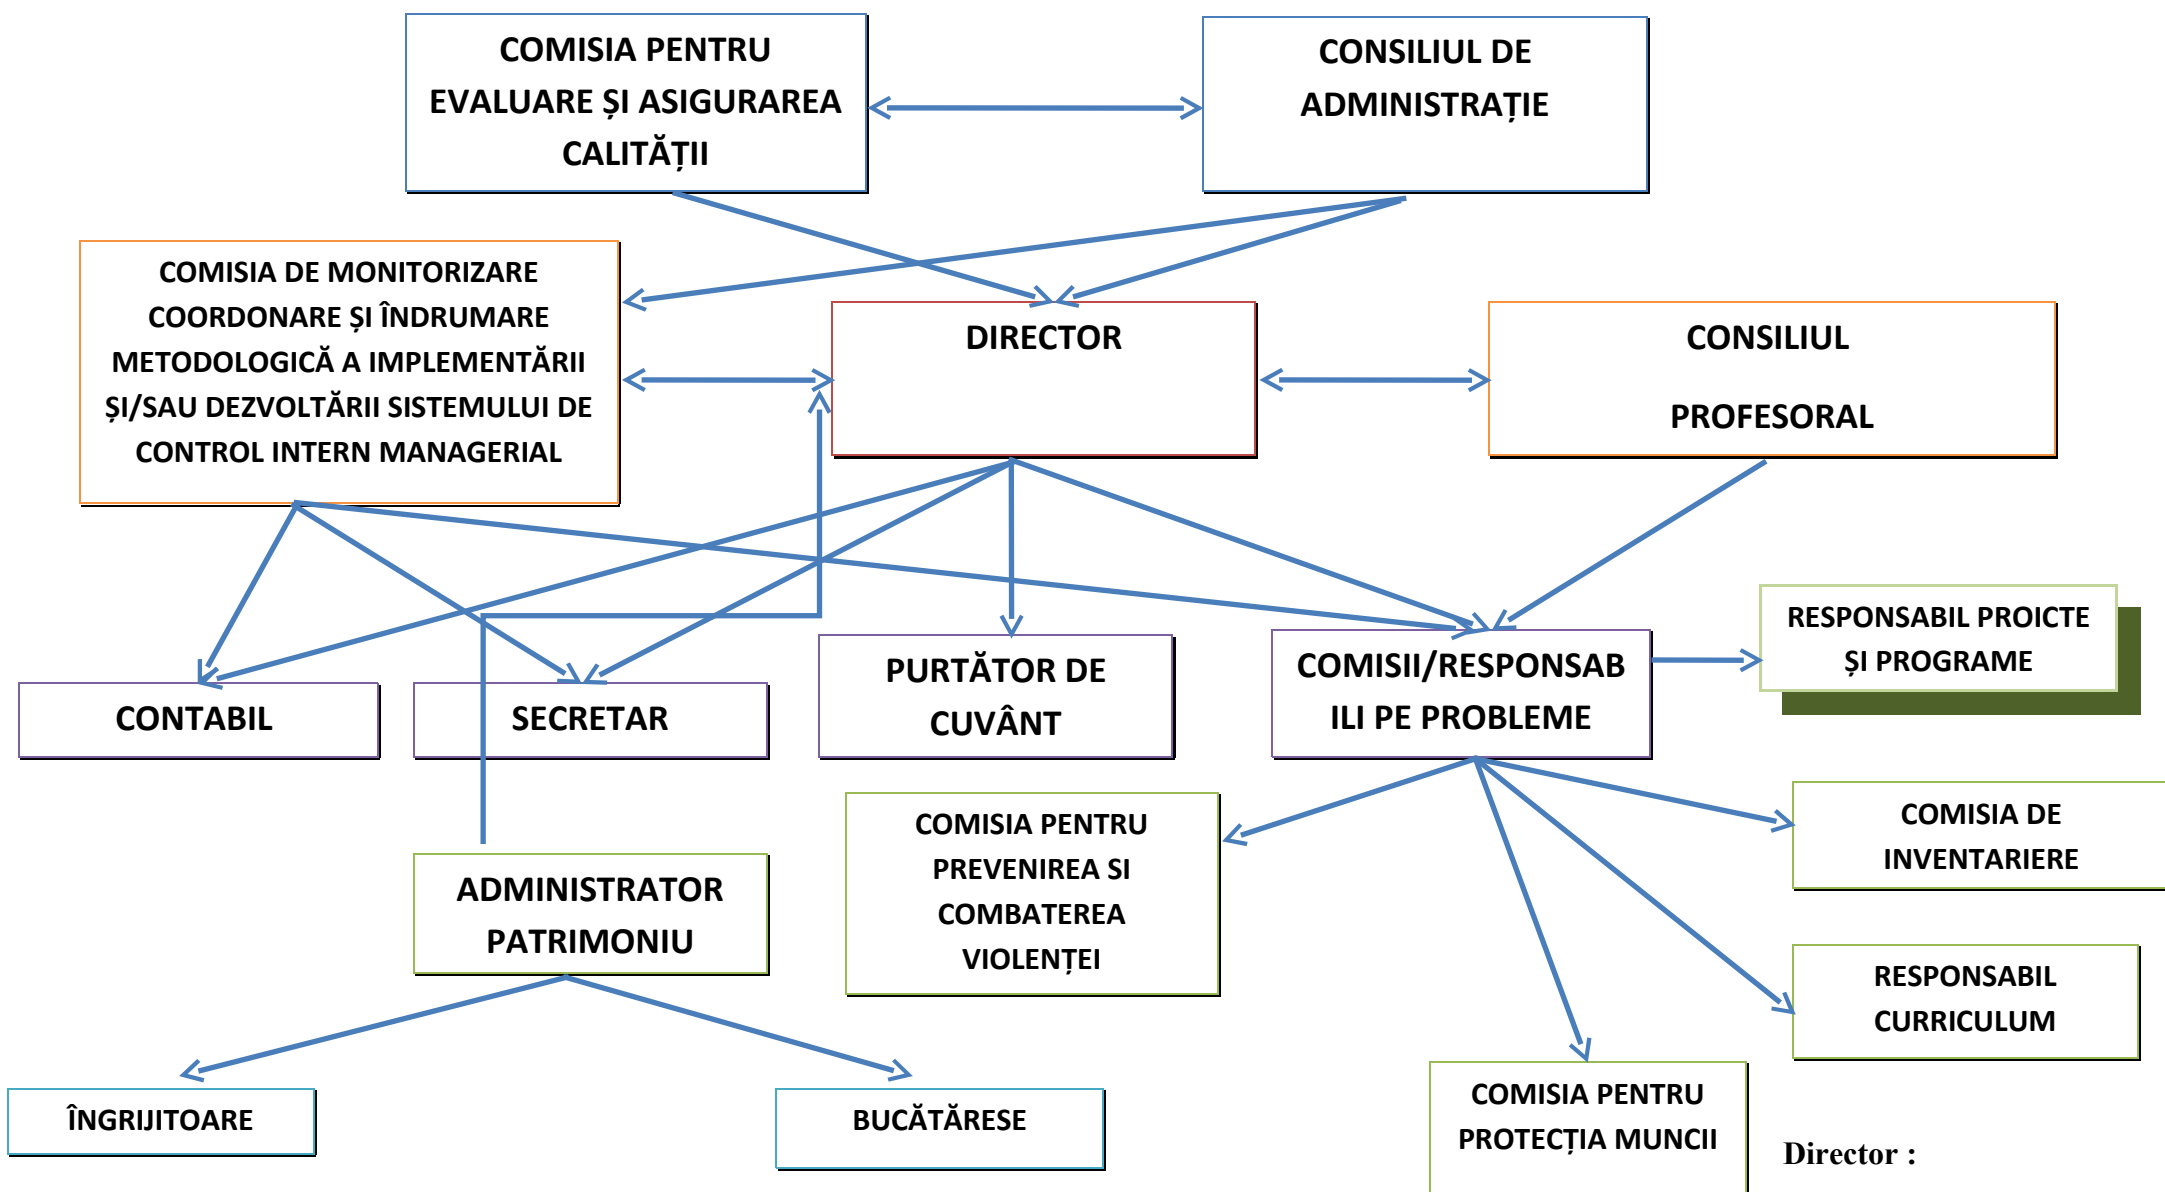 COMISIA PENTRU
EVALUARE ȘI ASIGURAREA
CALITĂȚII
CONSILIUL DE
ADMINISTRAȚIE
COMISIA DE MONITORIZARE
COORDONARE ȘI ÎNDRUMARE
METODOLOGICĂ A IMPLEMENTĂRII
ȘI/SAU DEZVOLTĂRII SISTEMULUI DE
CONTROL INTERN MANAGERIAL
DIRECTOR
CONSILIUL
PROFESORAL
RESPONSABIL PROICTE
ȘI PROGRAME
CONTABIL
SECRETAR
PURTĂTOR DE
CUVÂNT
COMISII/RESPONSAB
ILI PE PROBLEME
COMISIA PENTRU
PREVENIREA SI
COMBATEREA
VIOLENȚEI
COMISIA DE
INVENTARIERE
ADMINISTRATOR
PATRIMONIU
RESPONSABIL
CURRICULUM
ÎNGRIJITOARE
BUCĂTĂRESE
COMISIA PENTRU
PROTECȚIA MUNCII
Director :